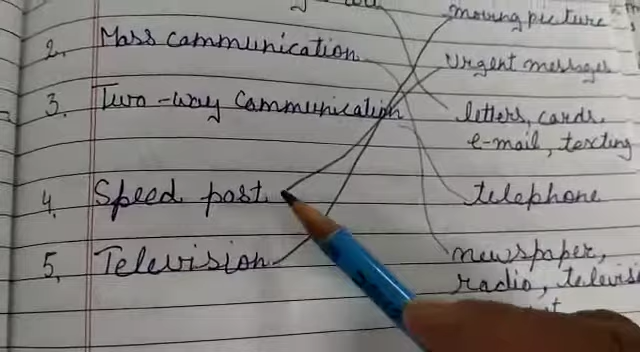 moving picture
2. Mass communication
urgent messages
3. Two-way Communication
letters, cards,
e-mail, texting
4. Speed post
telephone
5. Television
newspaper,
radio,